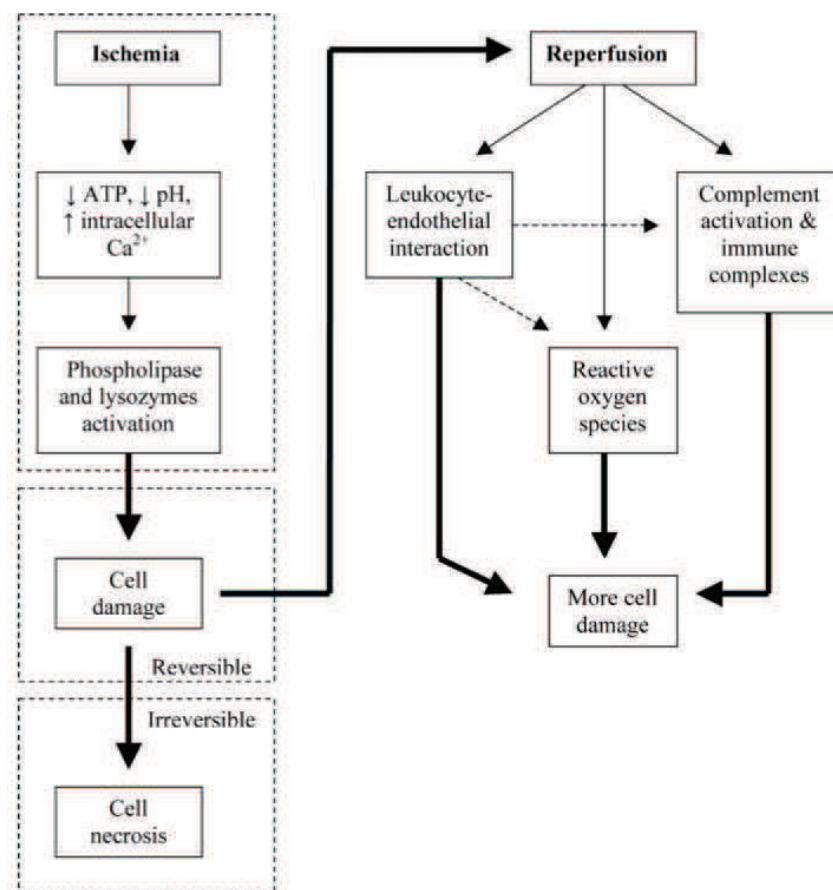 Ischemia
↓ ATP, ↓ pH,
↑ intracellular
Ca²⁺
Phospholipase
and lysozymes
activation
Cell
damage
Reversible
Irreversible
Cell
necrosis
Reperfusion
Leukocyte-
endothelial
interaction
Complement
activation &
immune
complexes
Reactive
oxygen
species
More cell
damage